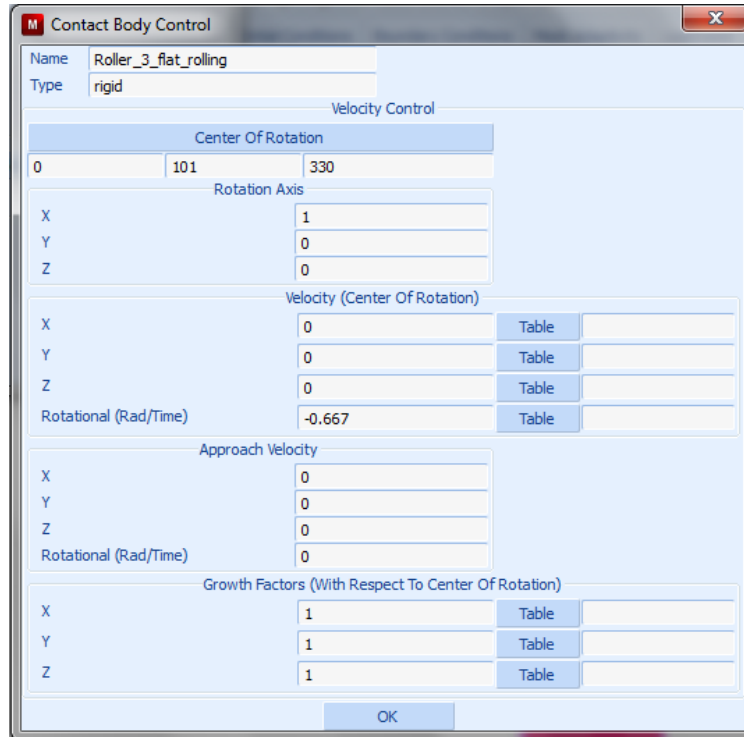 M Contact Body Control X
Name Roller_3_flat_rolling
Type rigid
Velocity Control
Center Of Rotation
0 101 330
Rotation Axis
X 1
Y 0
Z 0
Velocity (Center Of Rotation)
X 0 Table
Y 0 Table
Z 0 Table
Rotational (Rad/Time) -0.667 Table
Approach Velocity
X 0
Y 0
Z 0
Rotational (Rad/Time) 0
Growth Factors (With Respect To Center Of Rotation)
X 1 Table
Y 1 Table
Z 1 Table
OK